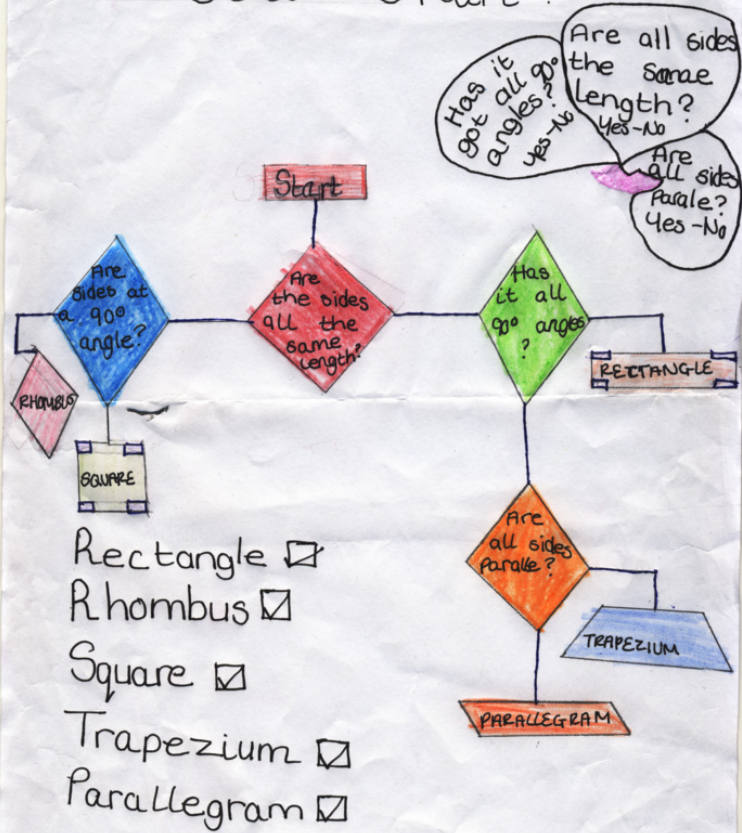 Has it
got all 90°
angles?
yes-No
Are all sides
the samae
length?
Yes-No
Are
all sides
Parale?
Yes-No
Start
Are
sides at
a 90°
angle?
Are
the sides
all the
same
length?
Has
it all
90° angles
?
RECTANGLE
RHOMBUS
SQUARE
Are
all sides
Paralle?
TRAPEZIUM
PARALLEGRAM
Rectangle
Rhombus
Square
Trapezium
Parallegram